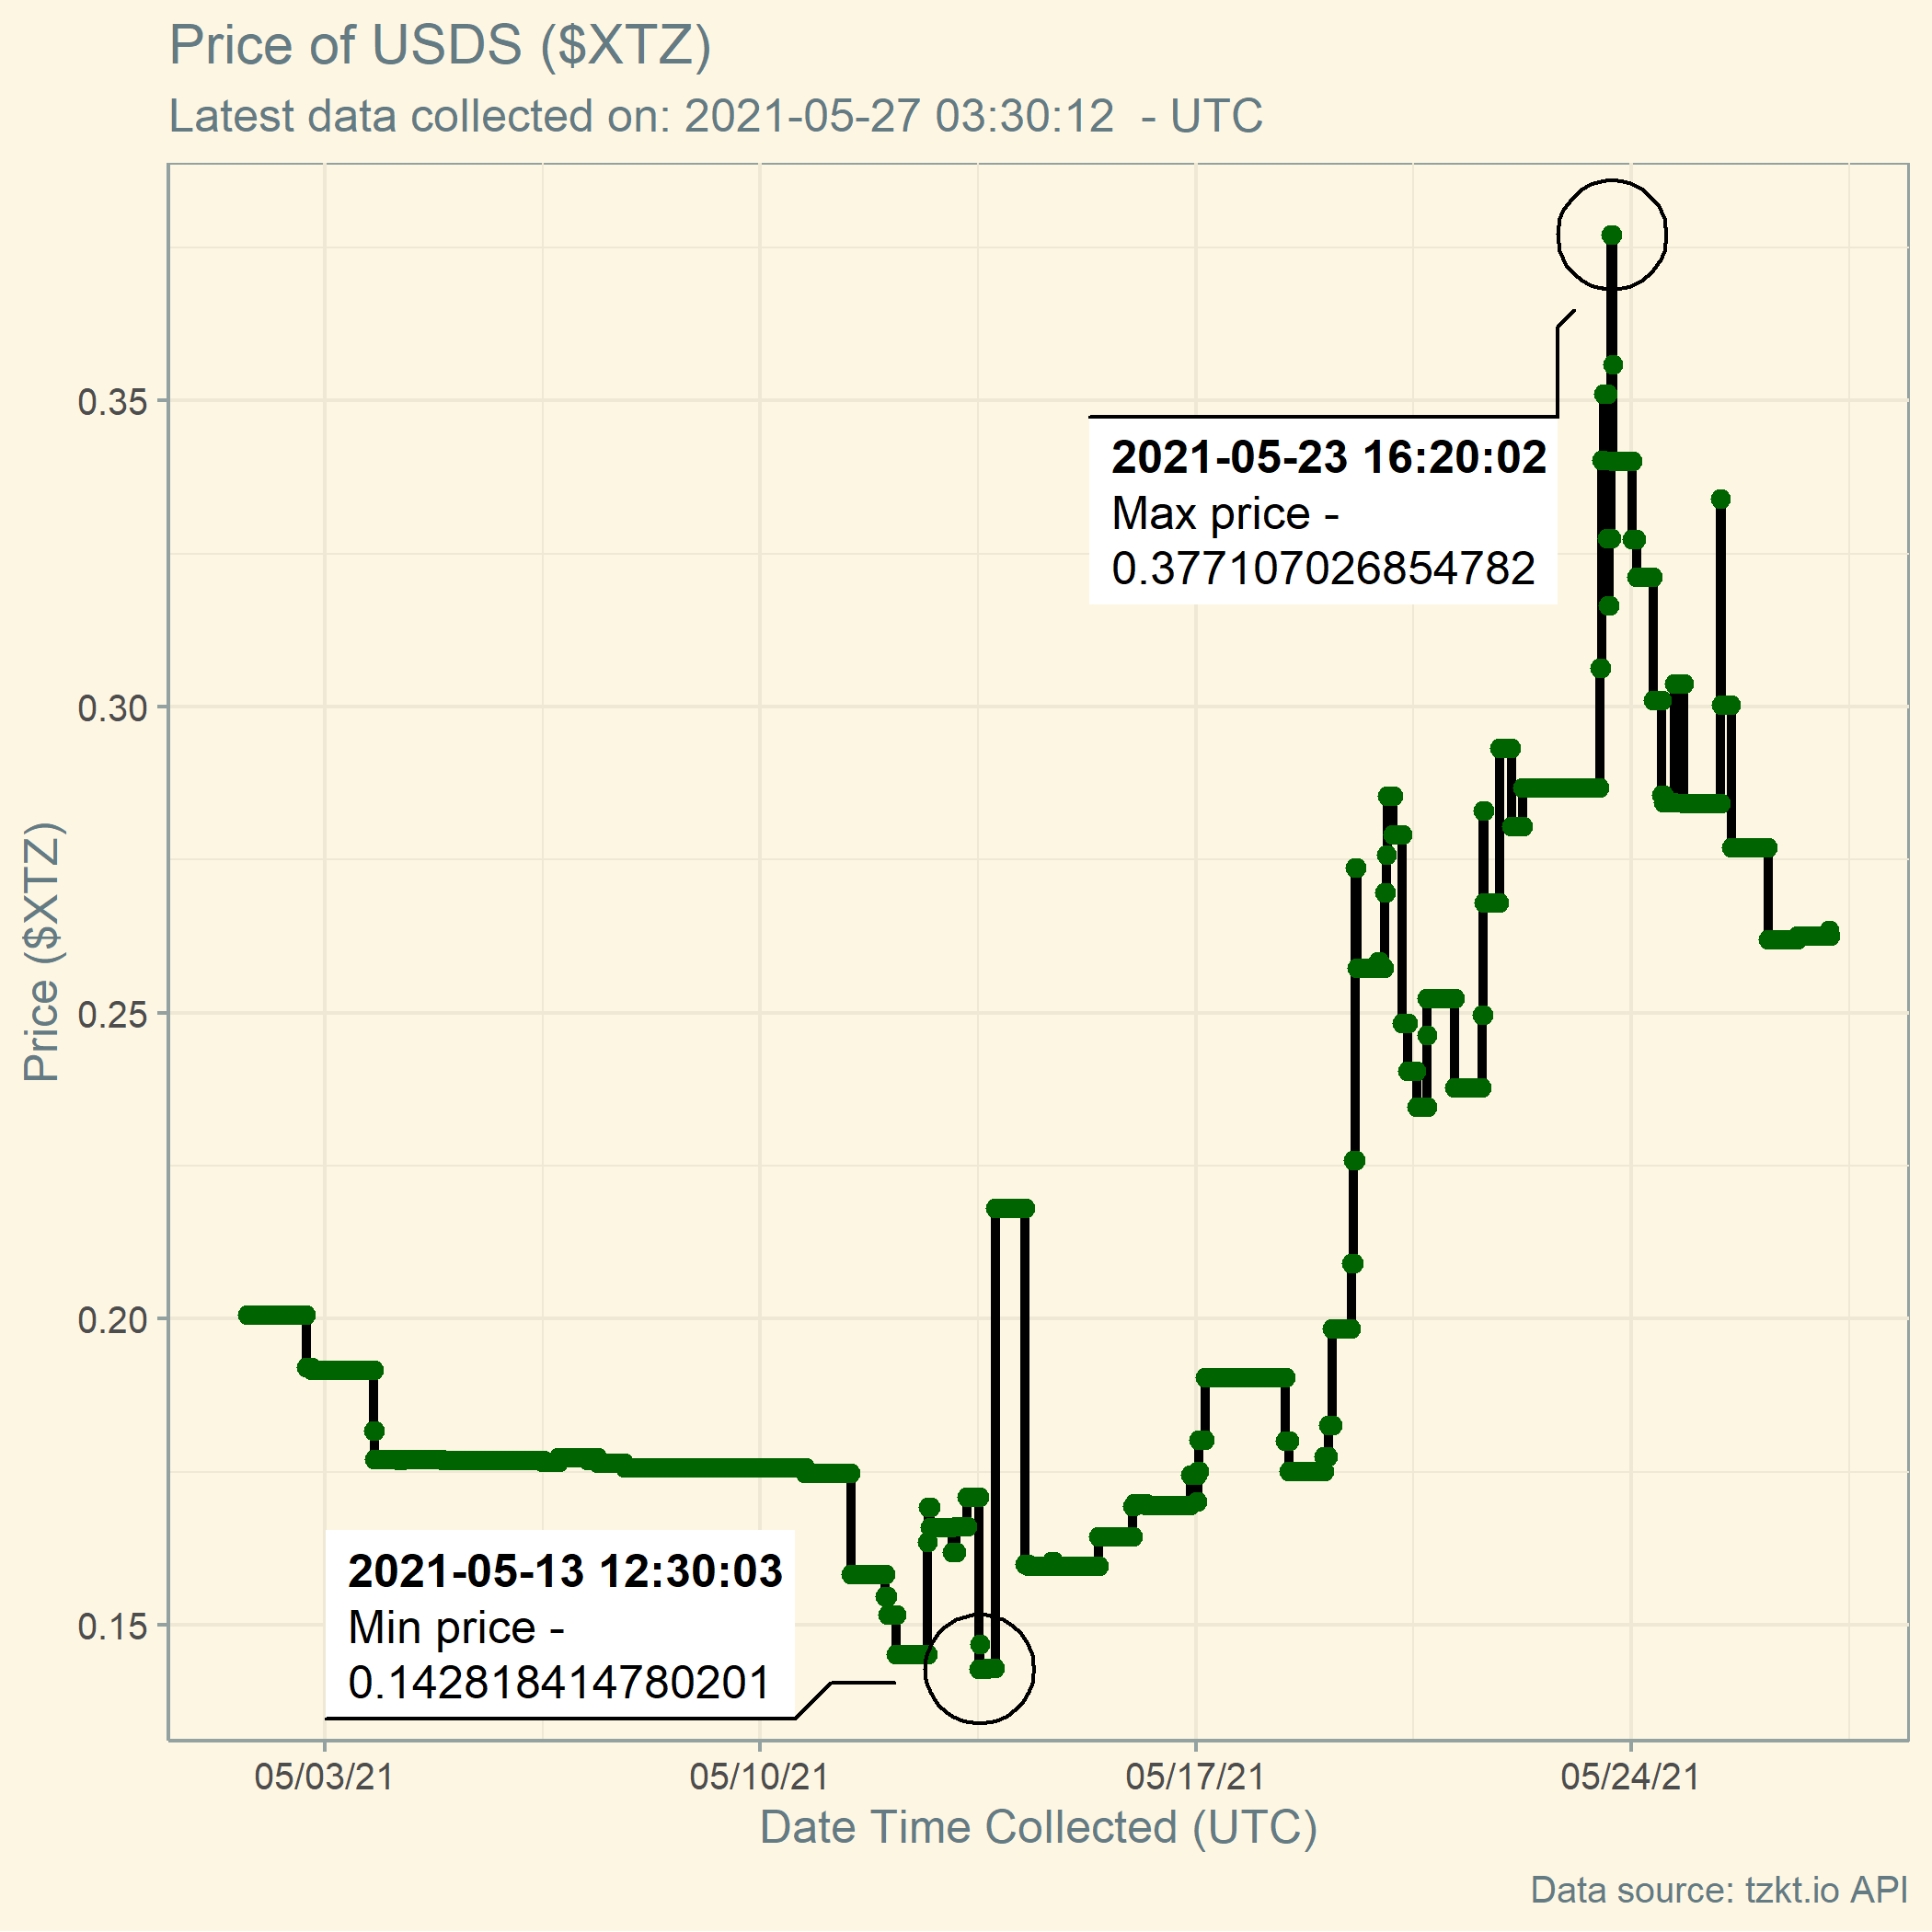 Price of USDS ($XTZ)
Latest data collected on: 2021-05-27 03:30:12  - UTC
2021-05-23 16:20:02
Max price -
0.377107026854782
0.35
0.30
0.25
0.20
0.15
Price ($XTZ)
2021-05-13 12:30:03
Min price -
0.142818414780201
05/03/21
05/10/21
05/17/21
05/24/21
Date Time Collected (UTC)
Data source: tzkt.io API